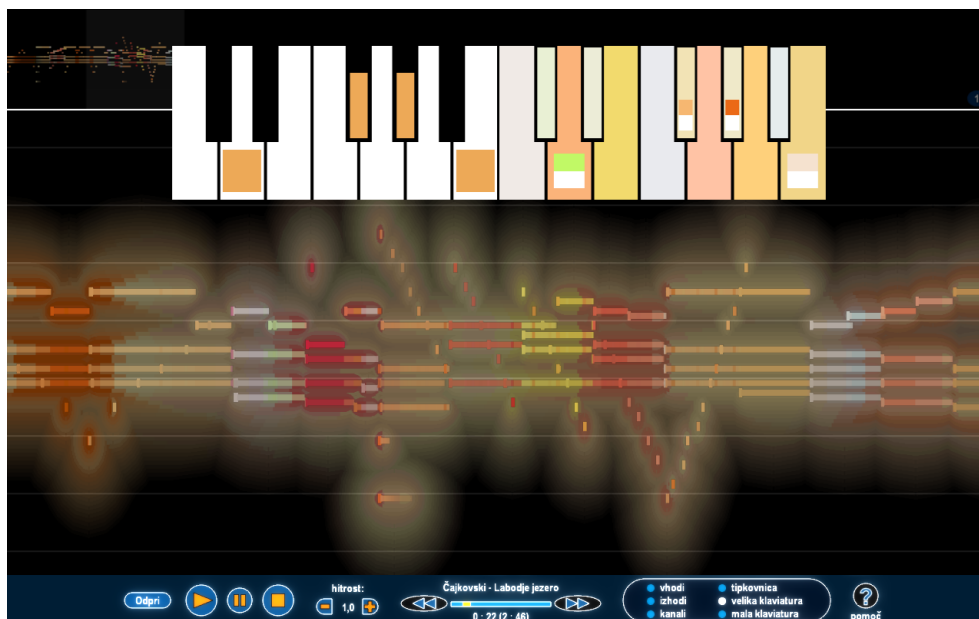 1
Odpri
hitrost:
1,0
Čajkovski - Labodje jezero
0 : 22 (2 : 46)
vhodi
izhodi
kanali
tipkovnica
velika klaviatura
mala klaviatura
?
pomoč